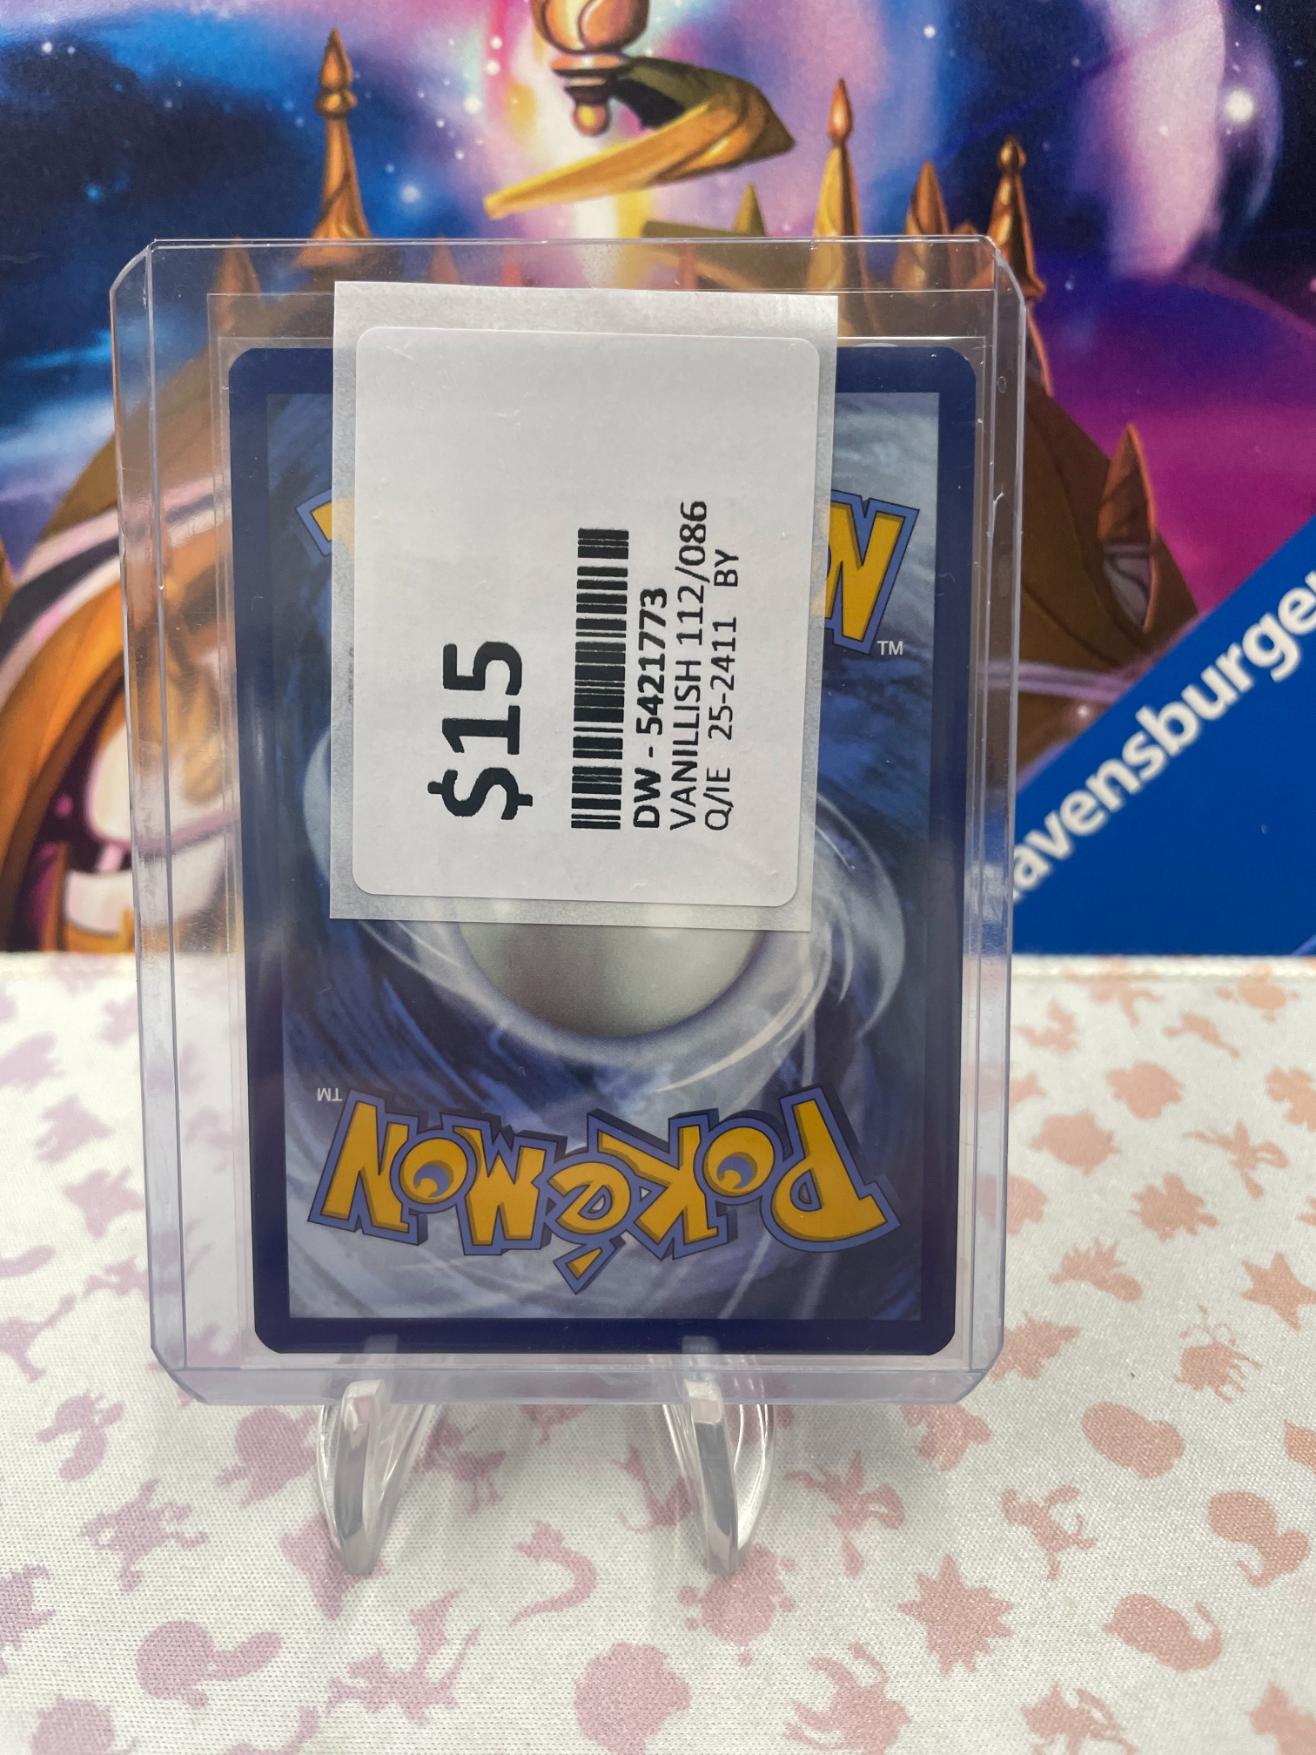 $15
DW - 5421773
VANILLISH 112/086
Q/IE 25-2411 BY
N
TM
TM
POKéMON
Ravensburger